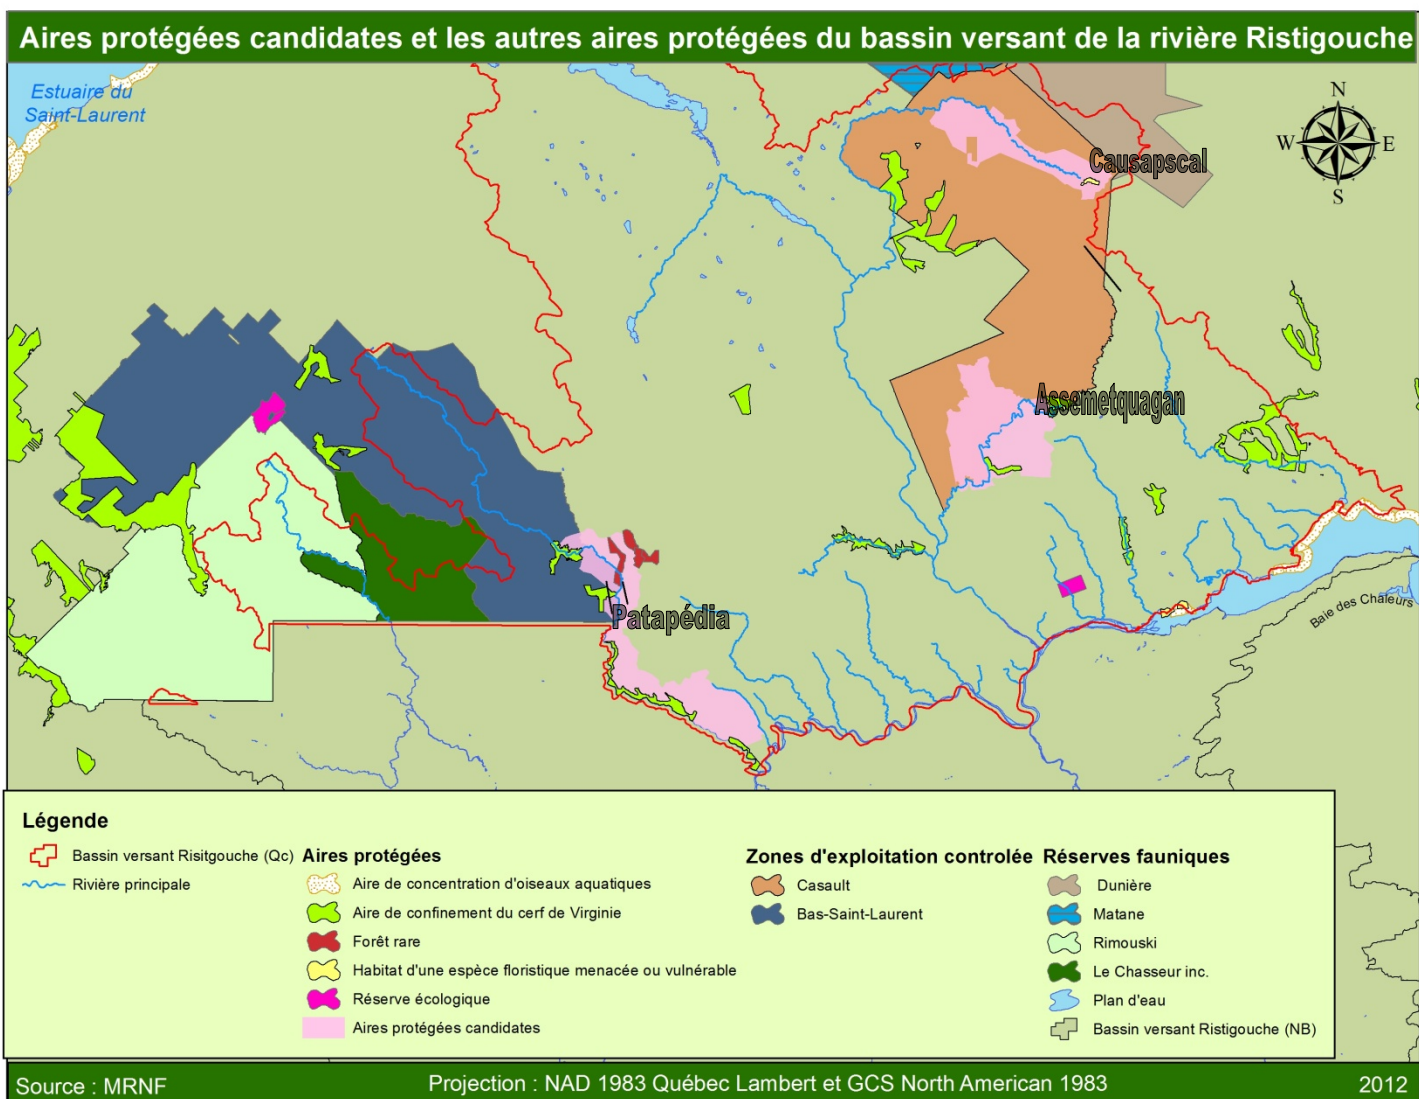 Aires protégées candidates et les autres aires protégées du bassin versant de la rivière Ristigouche
Estuaire du
Saint-Laurent
N
W
E
S
Causapscal
Assemetquagan
Patapédia
Baie des Chaleurs
Légende
Bassin versant Risitgouche (Qc)
Rivière principale
Aires protégées
Aire de concentration d'oiseaux aquatiques
Aire de confinement du cerf de Virginie
Forêt rare
Habitat d'une espèce floristique menacée ou vulnérable
Réserve écologique
Aires protégées candidates
Zones d'exploitation controlée
Casault
Bas-Saint-Laurent
Réserves fauniques
Dunière
Matane
Rimouski
Le Chasseur inc.
Plan d'eau
Bassin versant Ristigouche (NB)
Source : MRNF
Projection : NAD 1983 Québec Lambert et GCS North American 1983
2012